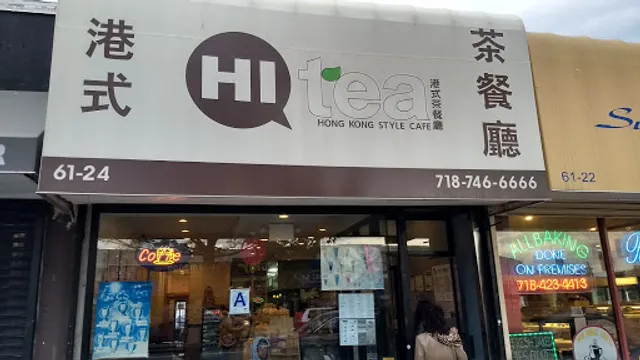 港式
HI
tea
港式茶餐廳
HONG KONG STYLE CAFE
茶餐廳
61-24
718-746-6666
61-22
Coffee
A
ALL BAKING
DONE
ON PREMISES
718-423-4413